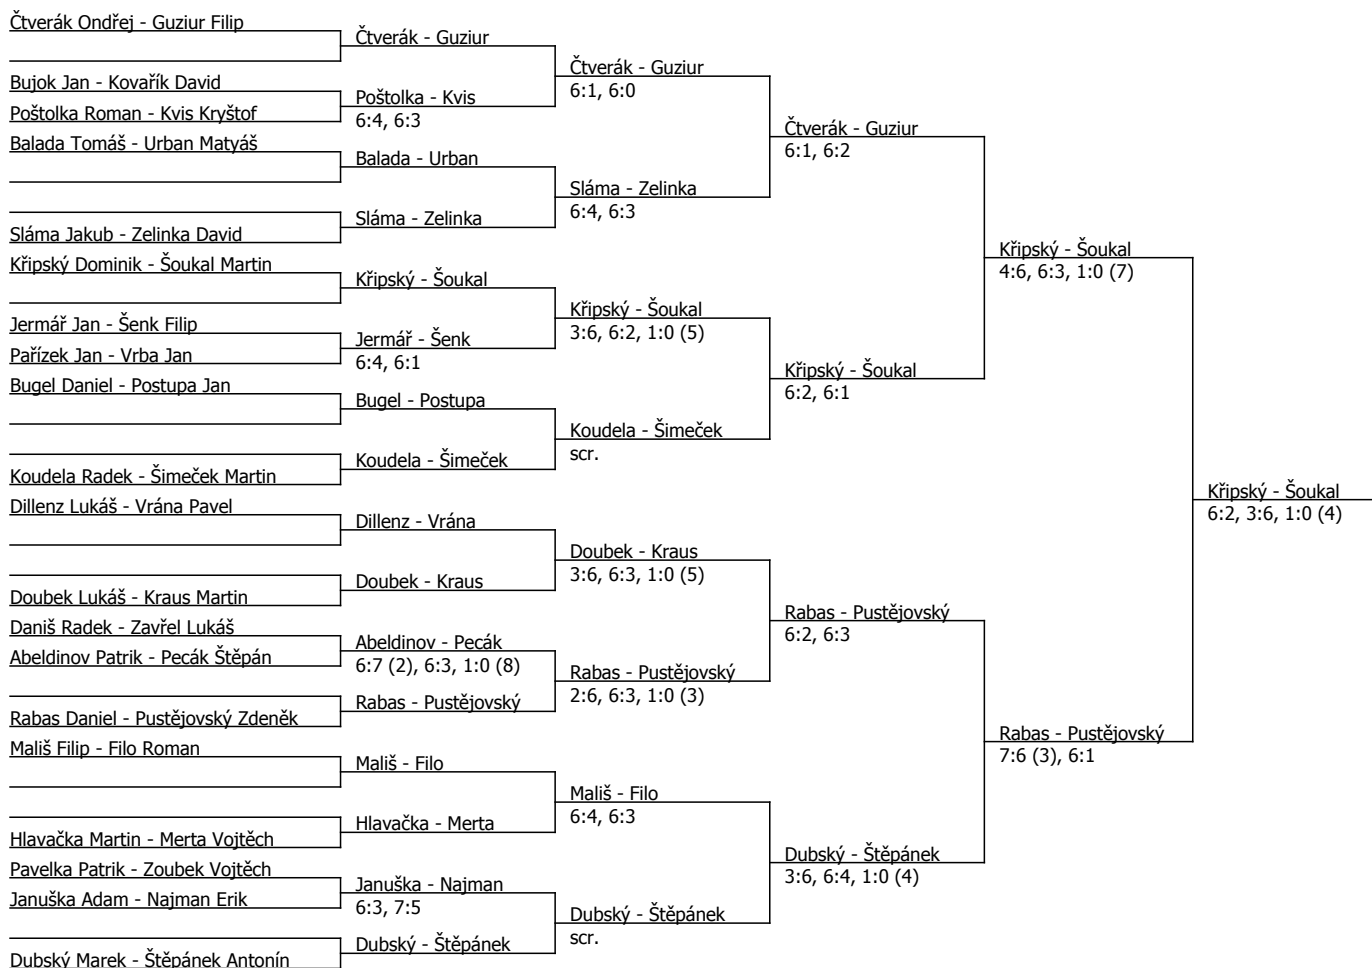 Čtverák Ondřej - Guziur Filip
Bujok Jan - Kovařík David
Poštolka Roman - Kvis Kryštof
Balada Tomáš - Urban Matyáš
Sláma Jakub - Zelinka David
Křipský Dominik - Šoukal Martin
Jermář Jan - Šenk Filip
Pařízek Jan - Vrba Jan
Bugel Daniel - Postupa Jan
Koudela Radek - Šimeček Martin
Dillenz Lukáš - Vrána Pavel
Doubek Lukáš - Kraus Martin
Daniš Radek - Zavřel Lukáš
Abeldinov Patrik - Pecák Štěpán
Rabas Daniel - Pustějovský Zdeněk
Mališ Filip - Filo Roman
Hlavačka Martin - Merta Vojtěch
Pavelka Patrik - Zoubek Vojtěch
Januška Adam - Najman Erik
Dubský Marek - Štěpánek Antonín
Čtverák - Guziur
Poštolka - Kvis
6:4, 6:3
Balada - Urban
Sláma - Zelinka
Křipský - Šoukal
Jermář - Šenk
6:4, 6:1
Bugel - Postupa
Koudela - Šimeček
Dillenz - Vrána
Doubek - Kraus
Abeldinov - Pecák
6:7 (2), 6:3, 1:0 (8)
Rabas - Pustějovský
Mališ - Filo
Hlavačka - Merta
Januška - Najman
6:3, 7:5
Dubský - Štěpánek
Čtverák - Guziur
6:1, 6:0
Sláma - Zelinka
6:4, 6:3
Křipský - Šoukal
3:6, 6:2, 1:0 (5)
Koudela - Šimeček
scr.
Doubek - Kraus
3:6, 6:3, 1:0 (5)
Rabas - Pustějovský
2:6, 6:3, 1:0 (3)
Mališ - Filo
6:4, 6:3
Dubský - Štěpánek
scr.
Čtverák - Guziur
6:1, 6:2
Křipský - Šoukal
6:2, 6:1
Rabas - Pustějovský
6:2, 6:3
Dubský - Štěpánek
3:6, 6:4, 1:0 (4)
Křipský - Šoukal
4:6, 6:3, 1:0 (7)
Rabas - Pustějovský
7:6 (3), 6:1
Křipský - Šoukal
6:2, 3:6, 1:0 (4)